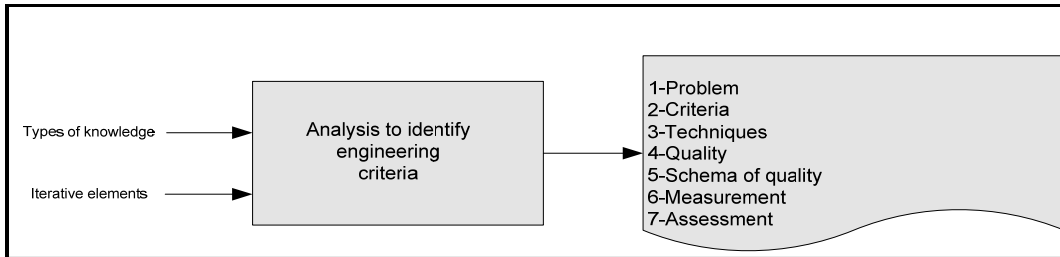 Types of knowledge
Iterative elements
Analysis to identify
engineering
criteria
1-Problem
2-Criteria
3-Techniques
4-Quality
5-Schema of quality
6-Measurement
7-Assessment